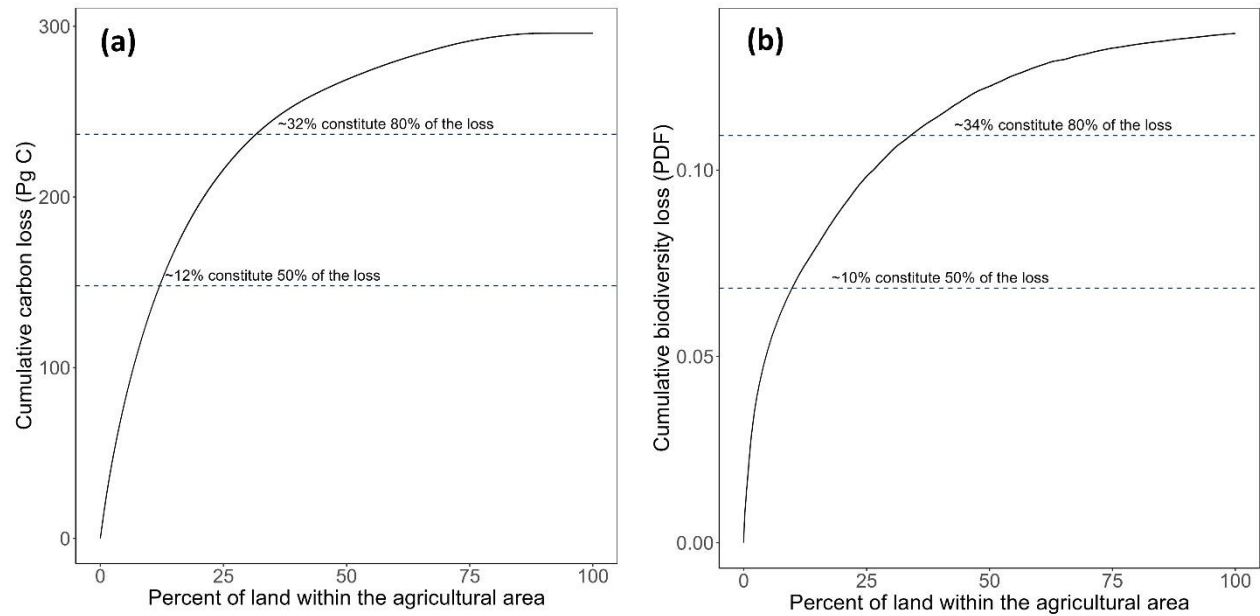 (a)
300
200
100
0
Cumulative carbon loss (Pg C)
~32% constitute 80% of the loss
~12% constitute 50% of the loss
0 25 50 75 100
Percent of land within the agricultural area
(b)
0.10
0.05
0.00
Cumulative biodiversity loss (PDF)
~34% constitute 80% of the loss
~10% constitute 50% of the loss
0 25 50 75 100
Percent of land within the agricultural area